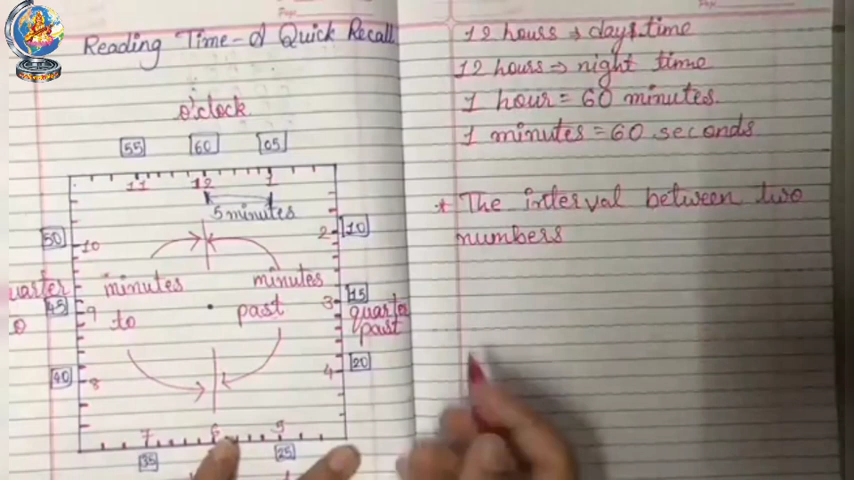 Reading Time - A Quick Recall
o'clock
55 60 05
11 12 1
5 minutes
50 10 2 10
quarter minutes minutes
45 9 to past 3 15
quarter
past
40 8 4 20
7 6 5
35 25
12 hours ⇒ days time
12 hours ⇒ night time
1 hour = 60 minutes
1 minutes = 60 seconds
* The interval between two
numbers